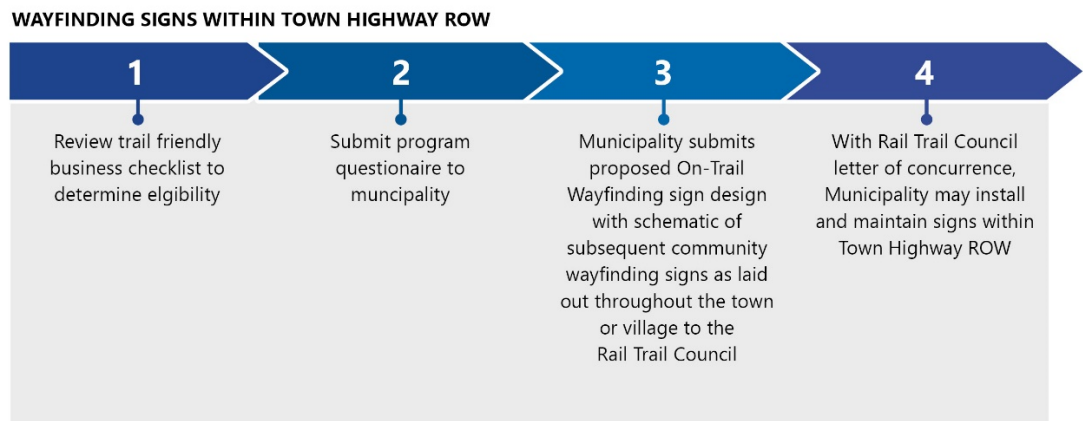 WAYFINDING SIGNS WITHIN TOWN HIGHWAY ROW
1
Review trail friendly
business checklist to
determine elgibility
2
Submit program
questionaire to
muncipality
3
Municipality submits
proposed On-Trail
Wayfinding sign design
with schematic of
subsequent community
wayfinding signs as laid
out throughout the town
or village to the
Rail Trail Council
4
With Rail Trail Council
letter of concurrence,
Municipality may install
and maintain signs within
Town Highway ROW